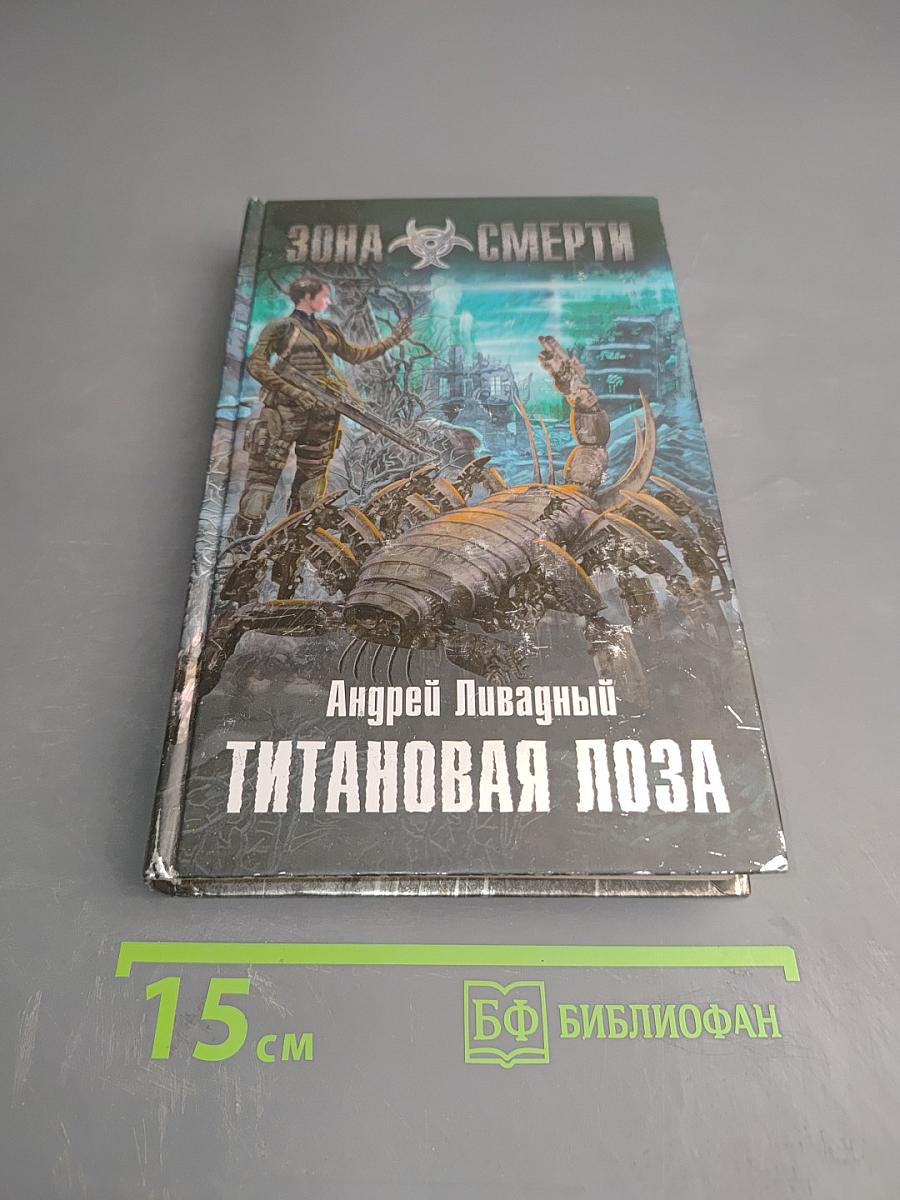 ЗОНА СМЕРТИ
Андрей Ливадный
ТИТАНОВАЯ ЛОЗА
15 см
БФ БИБЛИОФАН